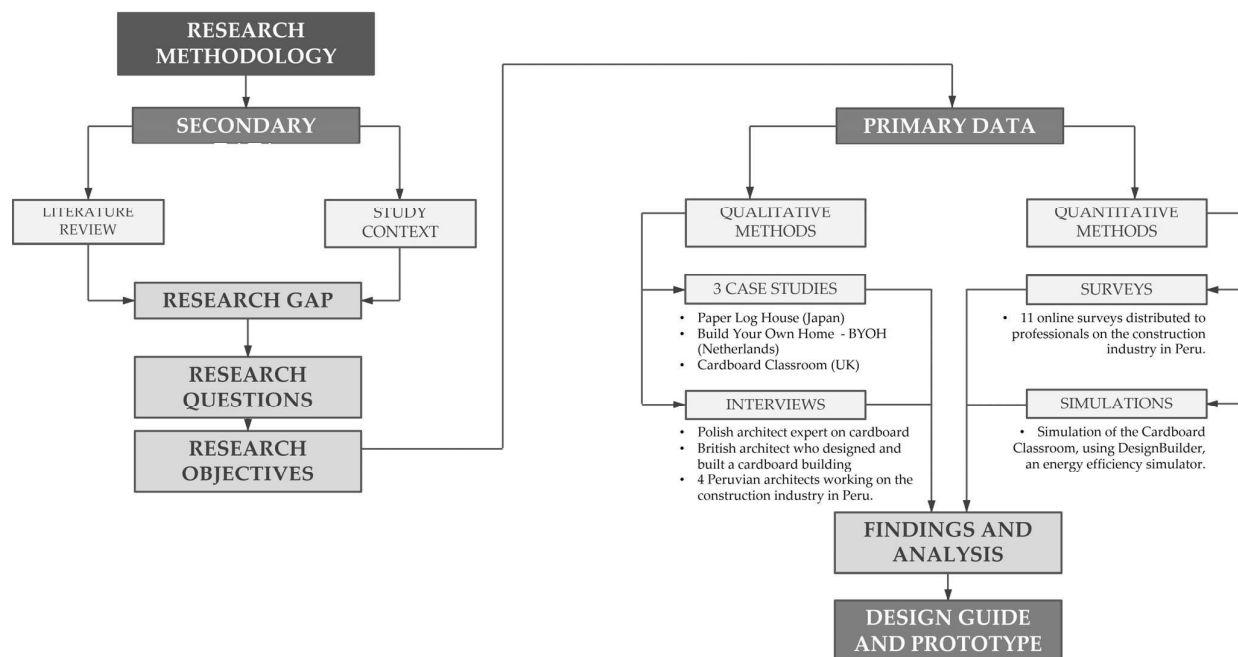 RESEARCH
METHODOLOGY
SECONDARY
LITERATURE
REVIEW
STUDY
CONTEXT
RESEARCH GAP
RESEARCH
QUESTIONS
RESEARCH
OBJECTIVES
PRIMARY DATA
QUALITATIVE
METHODS
3 CASE STUDIES
• Paper Log House (Japan)
• Build Your Own Home - BYOH
(Netherlands)
• Cardboard Classroom (UK)
INTERVIEWS
• Polish architect expert on cardboard
• British architect who designed and
built a cardboard building
• 4 Peruvian architects working on the
construction industry in Peru.
QUANTITATIVE
METHODS
SURVEYS
• 11 online surveys distributed to
professionals on the construction
industry in Peru.
SIMULATIONS
• Simulation of the Cardboard
Classroom, using DesignBuilder,
an energy efficiency simulator.
FINDINGS AND
ANALYSIS
DESIGN GUIDE
AND PROTOTYPE